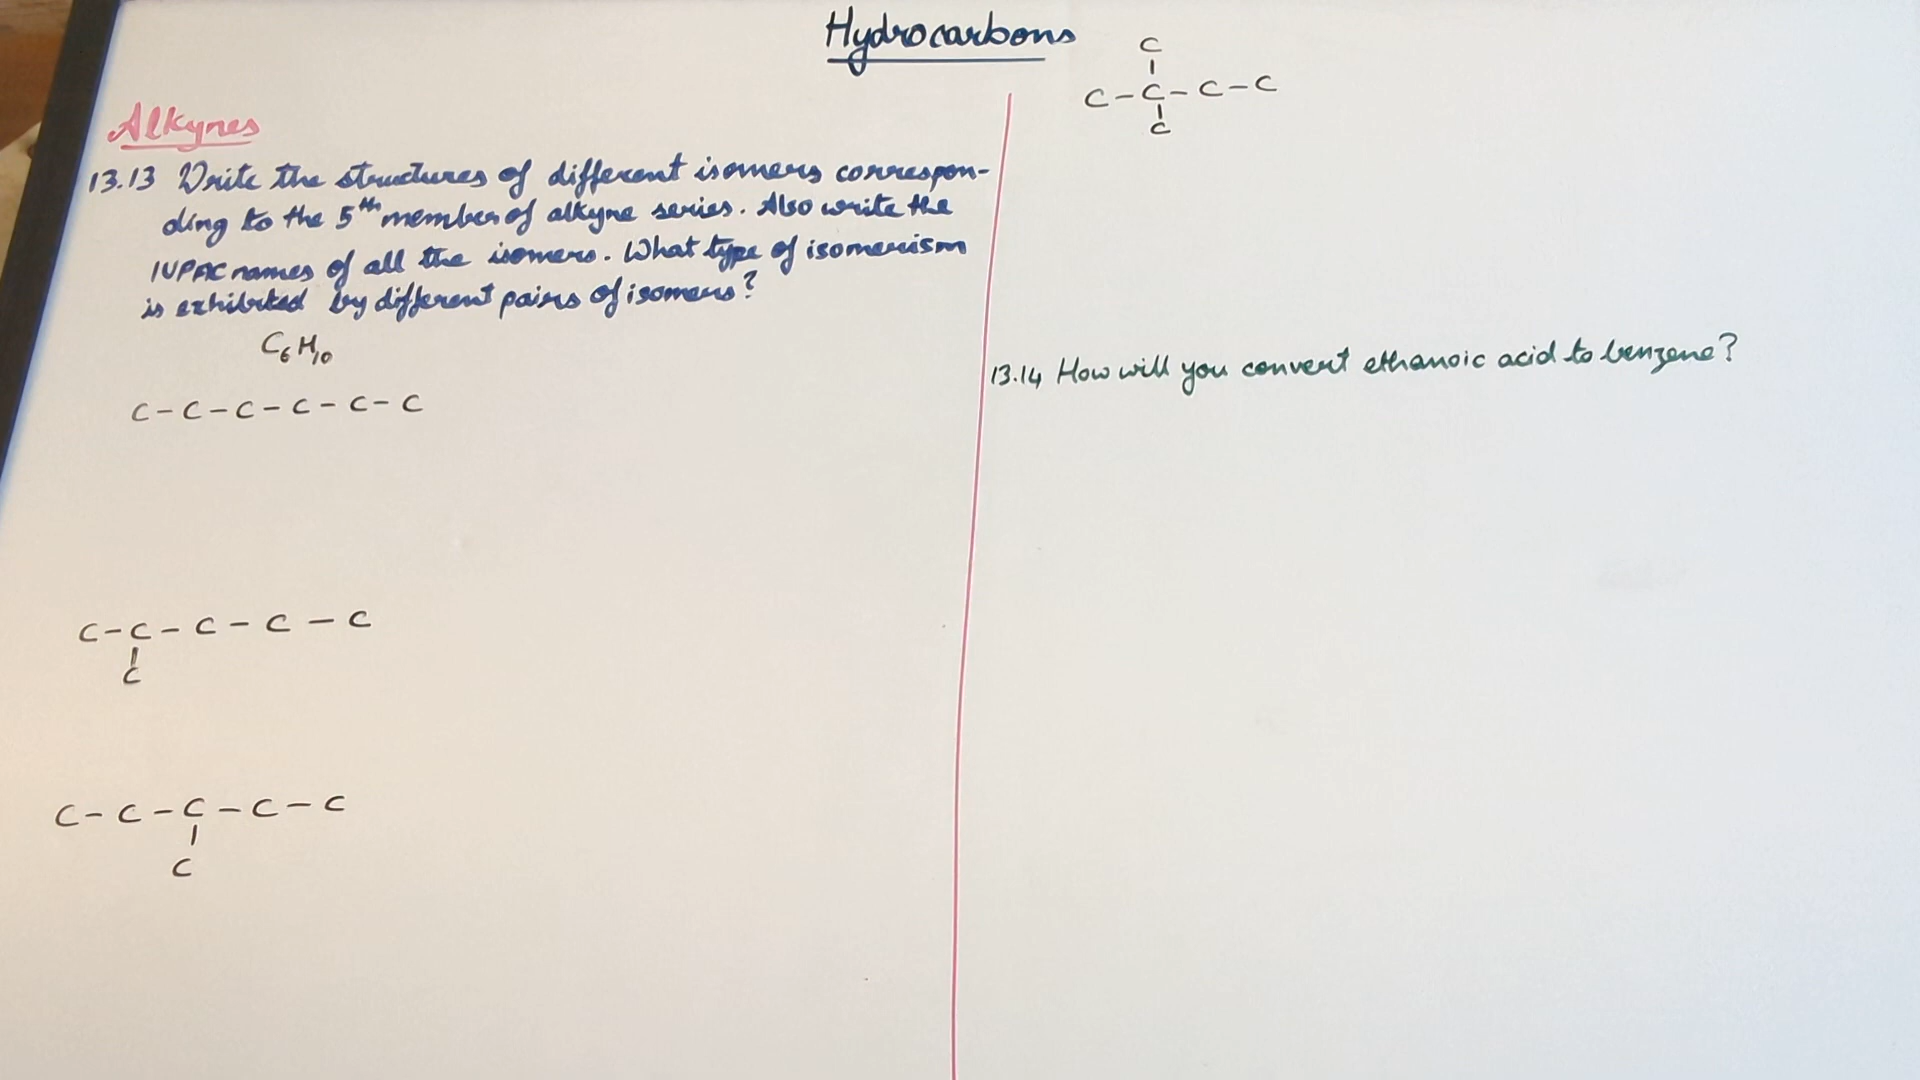 Hydrocarbons
Alkynes
13.13 Write the structures of different isomers correspon-
ding to the 5th member of alkyne series. Also write the
IUPAC names of all the isomers. What type of isomerism
is exhibited by different pairs of isomers?
C6H10
C-C-C-C-C-C
C-C-C-C-C
|
C
C-C-C-C-C
|
C
C
|
C-C-C-C
|
C
13.14 How will you convert ethanoic acid to benzene?